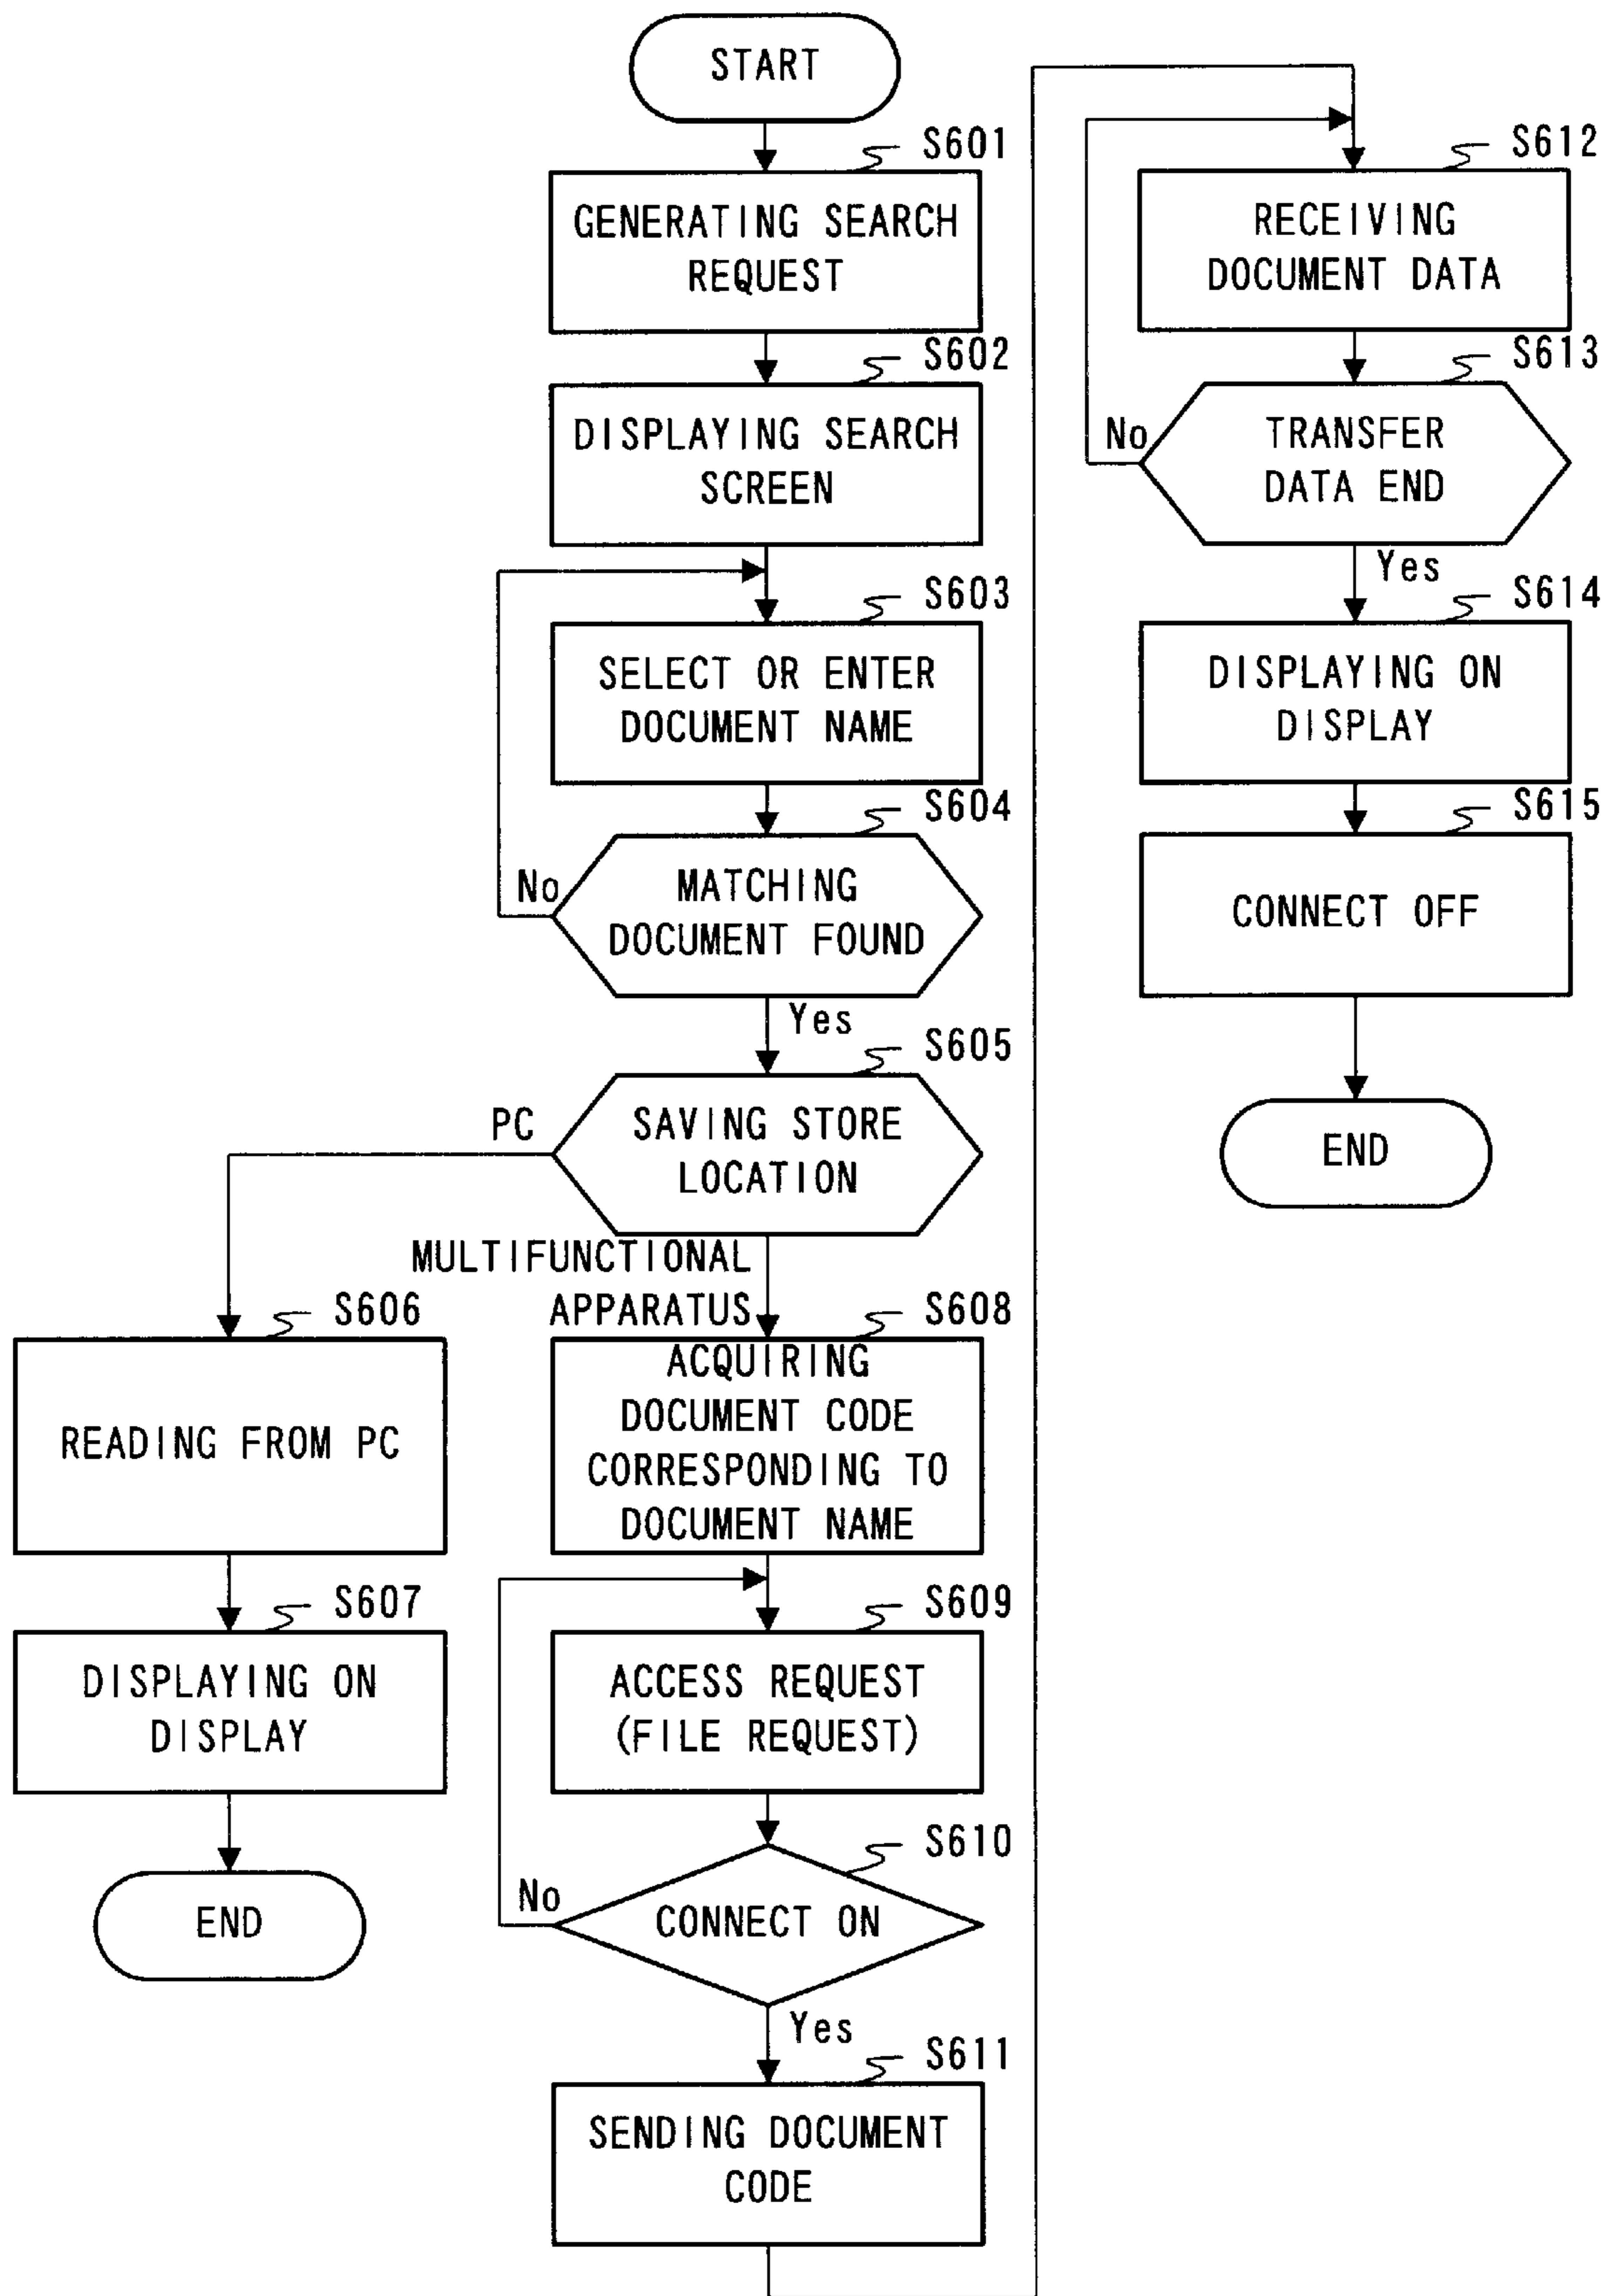 START
S601
GENERATING SEARCH
REQUEST
S602
DISPLAYING SEARCH
SCREEN
S603
SELECT OR ENTER
DOCUMENT NAME
S604
No
MATCHING
DOCUMENT FOUND
Yes
S605
PC
SAVING STORE
LOCATION
MULTIFUNCTIONAL
APPARATUS
S606
READING FROM PC
S607
DISPLAYING ON
DISPLAY
END
S608
ACQUIRING
DOCUMENT CODE
CORRESPONDING TO
DOCUMENT NAME
S609
ACCESS REQUEST
(FILE REQUEST)
S610
No
CONNECT ON
Yes
S611
SENDING DOCUMENT
CODE
S612
RECEIVING
DOCUMENT DATA
S613
No
TRANSFER
DATA END
Yes
S614
DISPLAYING ON
DISPLAY
S615
CONNECT OFF
END